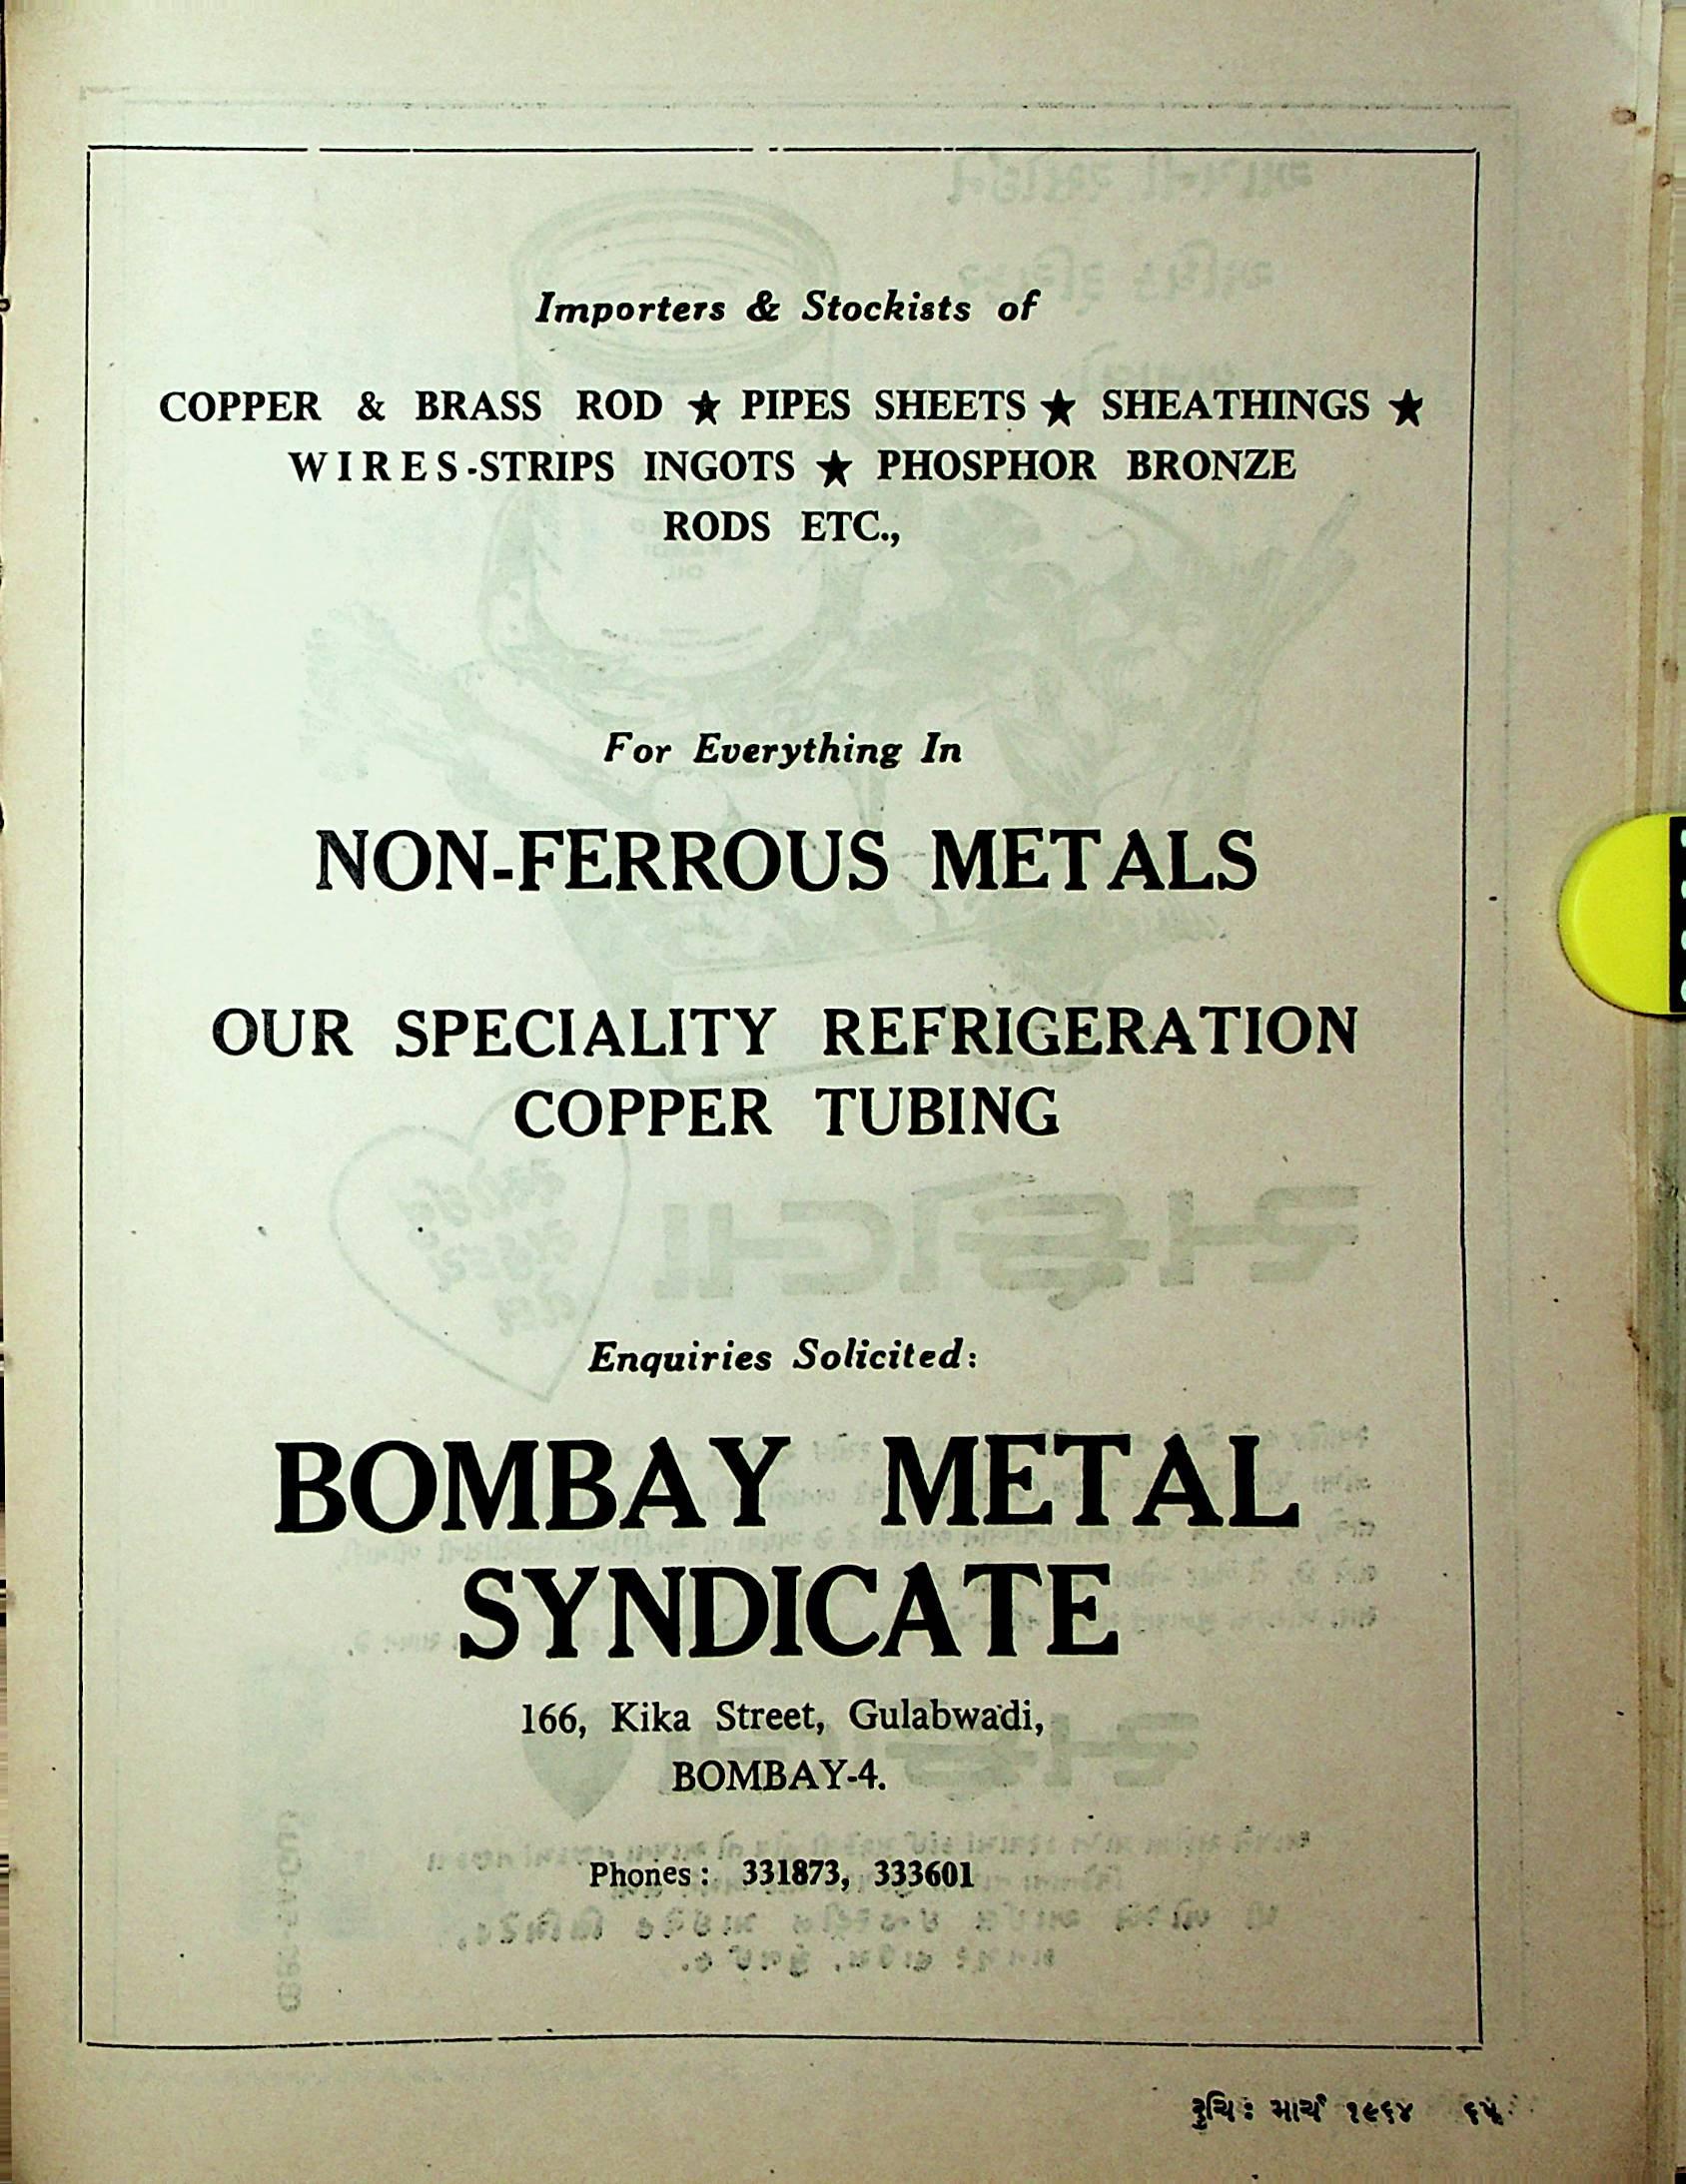 Importers & Stockists of
COPPER & BRASS ROD ★ PIPES SHEETS ★ SHEATHINGS ★
WIRES-STRIPS INGOTS ★ PHOSPHOR BRONZE
RODS ETC.,
For Everything In
NON-FERROUS METALS
OUR SPECIALITY REFRIGERATION
COPPER TUBING
Enquiries Solicited:
BOMBAY METAL
SYNDICATE
166, Kika Street, Gulabwadi,
BOMBAY-4.
Phones: 331873, 333601
રુચિ: માર્ચ ૧૯૬૪ ૬૫